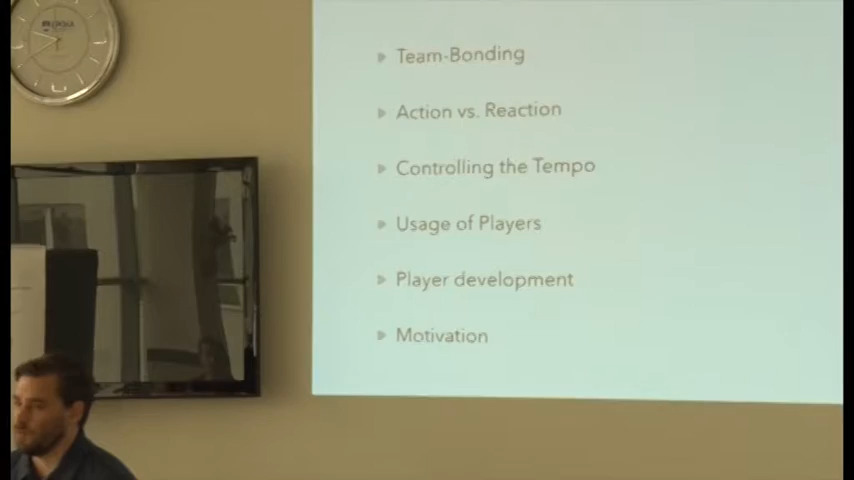 Team-Bonding
Action vs. Reaction
Controlling the Tempo
Usage of Players
Player development
Motivation